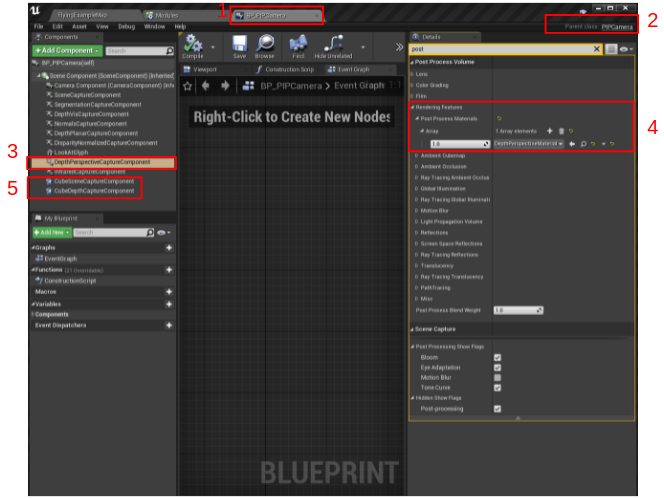 1
2
3
4
5
FlyingExampleMap
Modules
BP_PIPCamera
File Edit Asset View Debug Window Help
Parent class: PIPCamera
Components
+Add Component
Search
BP_PIPCamera(self)
Scene Component (SceneComponent) (Inherited)
Camera Component (CameraComponent) (Inhe
SceneCaptureComponent
SegmentationCaptureComponent
DepthVisCaptureComponent
NormalsCaptureComponent
DepthPlanarCaptureComponent
DisparityNormalizedCaptureComponent
LookAtGlyph
DepthPerspectiveCaptureComponent
InfraredCaptureComponent
CubeSceneCaptureComponent
CubeDepthCaptureComponent
My Blueprint
+Add New
Search
Graphs
EventGraph
Functions (21 Overridable)
ConstructionScript
Macros
Variables
Components
Event Dispatchers
Compile
Save
Browse
Find
Hide Unrelated
Viewport
Construction Scrip
Event Graph
BP_PIPCamera > Event Graph
Right-Click to Create New Nodes
BLUEPRINT
Details
post
Post Process Volume
Lens
Color Grading
Film
Rendering Features
Post Process Materials
Array
1 Array elements
1.0
DepthPerspectiveMaterial
Ambient Cubemap
Ambient Occlusion
Ray Tracing Ambient Occlus
Global Illumination
Ray Tracing Global Illuminati
Motion Blur
Light Propagation Volume
Reflections
Screen Space Reflections
Ray Tracing Reflections
Translucency
Ray Tracing Translucency
PathTracing
Misc
Post Process Blend Weight
1.0
Scene Capture
Post Processing Show Flags
Bloom
Eye Adaptation
Motion Blur
Tone Curve
Hidden Show Flags
Post-processing